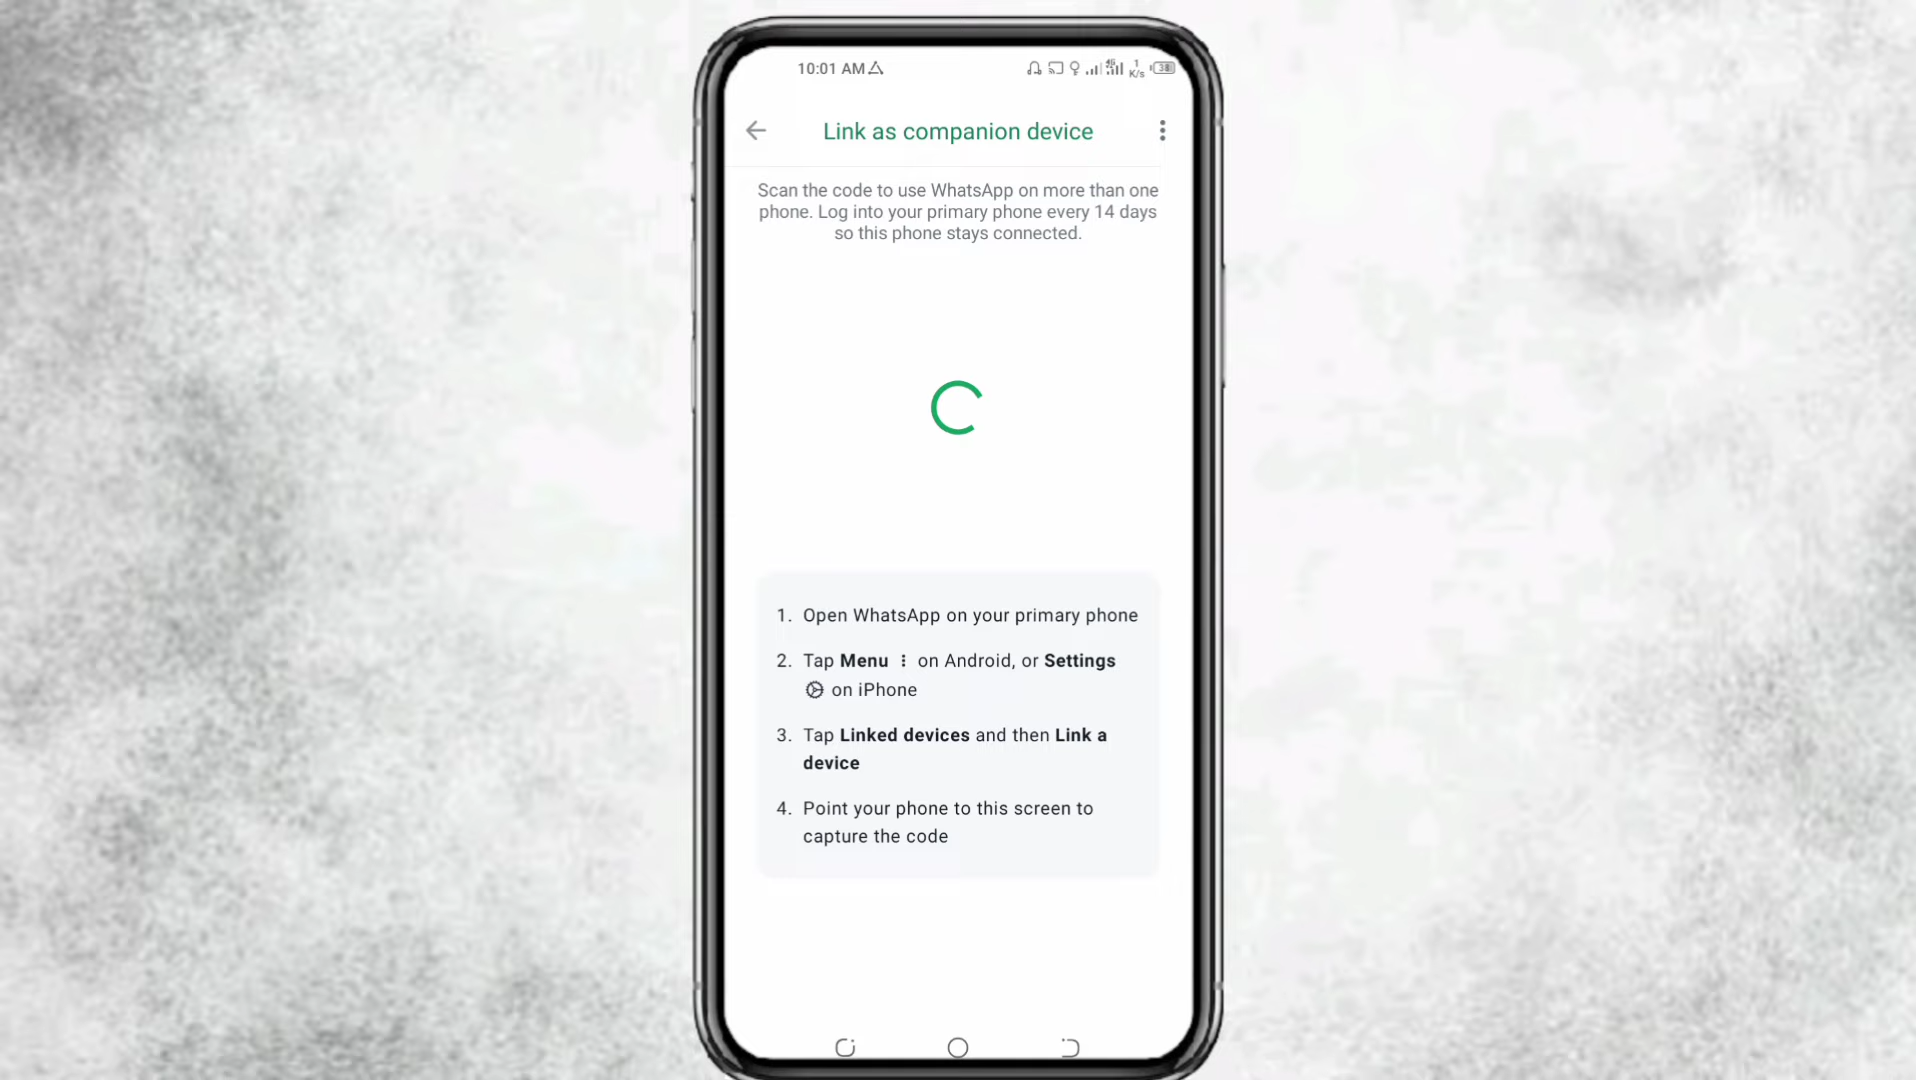 10:01 AM
4G
1
K/s
38
Link as companion device
Scan the code to use WhatsApp on more than one
phone. Log into your primary phone every 14 days
so this phone stays connected.
1. Open WhatsApp on your primary phone
2. Tap Menu ⋮ on Android, or Settings
on iPhone
3. Tap Linked devices and then Link a
device
4. Point your phone to this screen to
capture the code